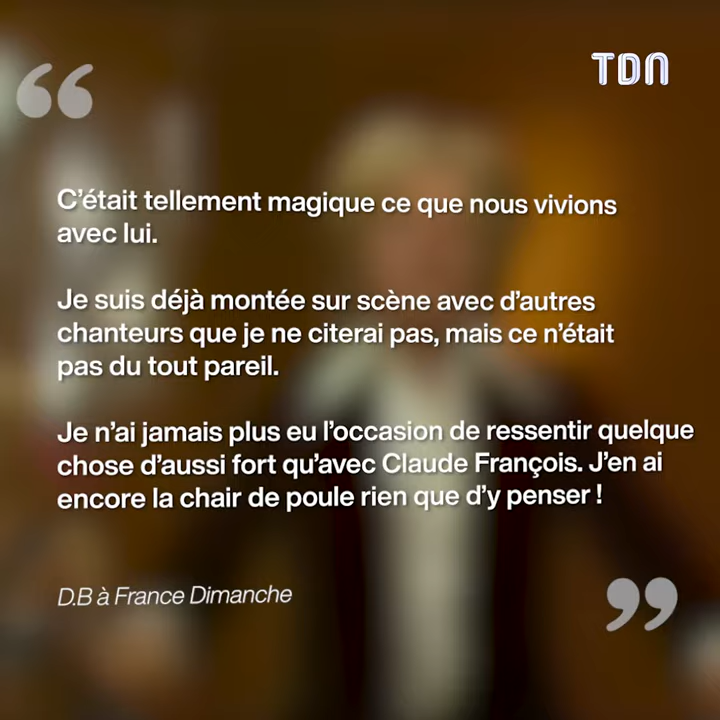 TDN
“
C’était tellement magique ce que nous vivions
avec lui.
Je suis déjà montée sur scène avec d’autres
chanteurs que je ne citerai pas, mais ce n’était
pas du tout pareil.
Je n’ai jamais plus eu l’occasion de ressentir quelque
chose d’aussi fort qu’avec Claude François. J’en ai
encore la chair de poule rien que d’y penser !
D.B à France Dimanche
”